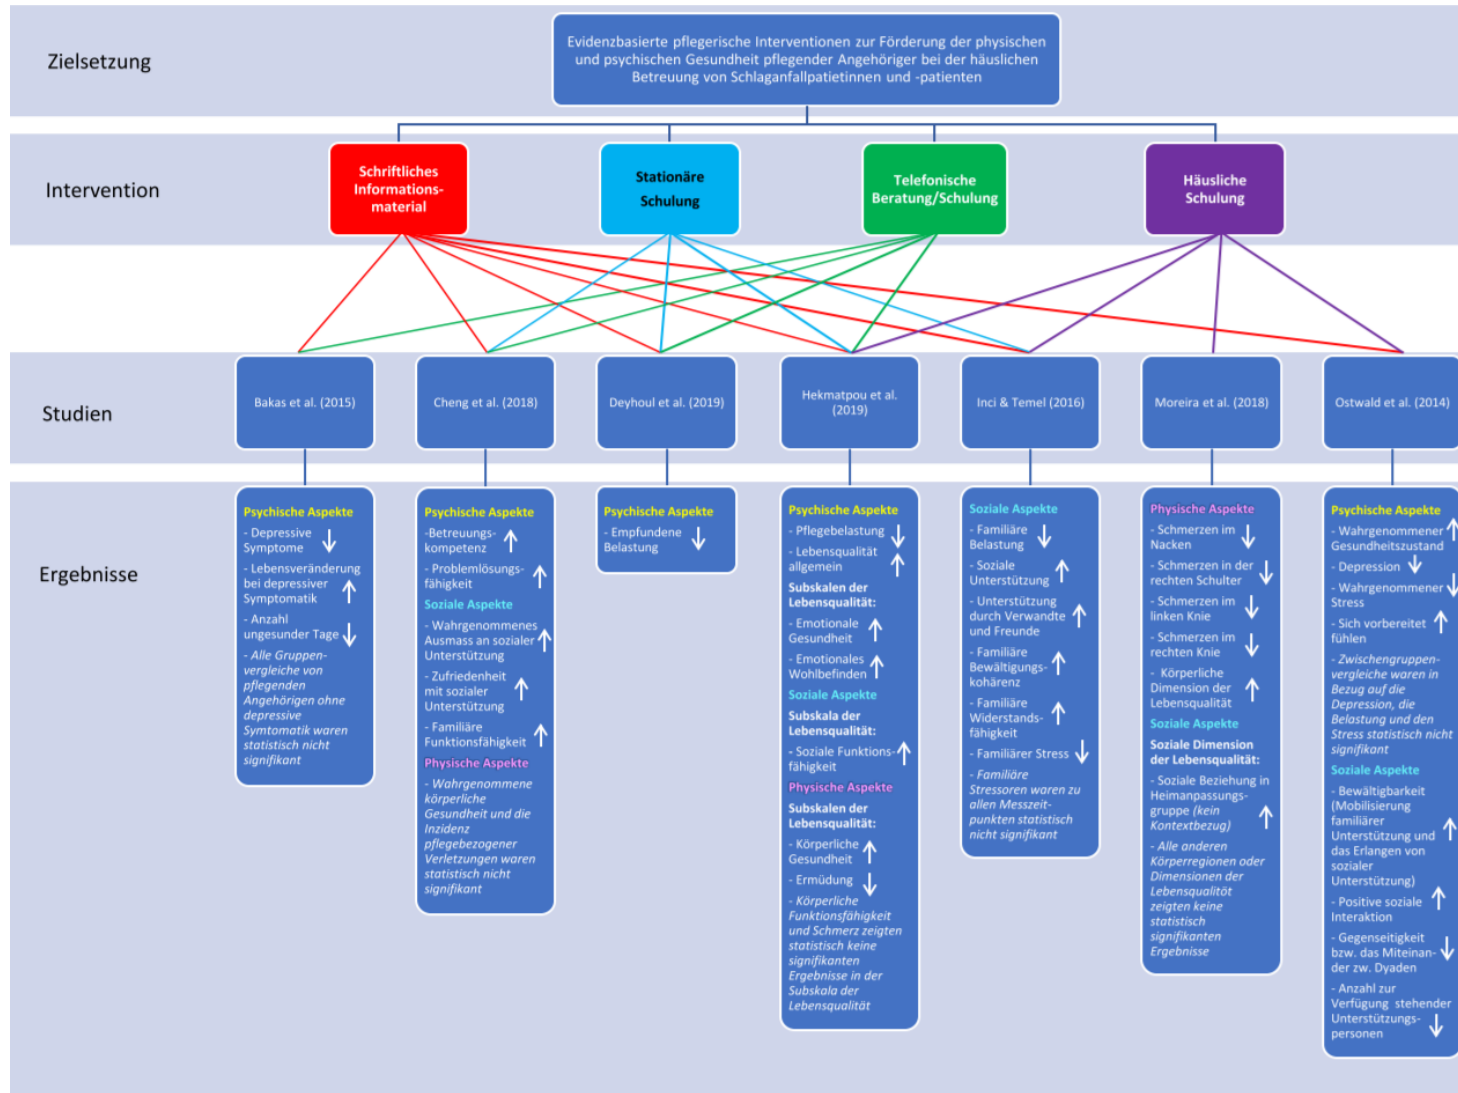 Zielsetzung
Evidenzbasierte pflegerische Interventionen zur Förderung der physischen
und psychischen Gesundheit pflegender Angehöriger bei der häuslichen
Betreuung von Schlaganfallpatietinnen und -patienten
Intervention
Schriftliches
Informations-
material
Stationäre
Schulung
Telefonische
Beratung/Schulung
Häusliche
Schulung
Studien
Bakas et al. (2015)
Cheng et al. (2018)
Deyhoul et al. (2019)
Hekmatpou et al.
(2019)
Inci & Temel (2016)
Moreira et al. (2018)
Ostwald et al. (2014)
Ergebnisse
Psychische Aspekte
- Depressive
Symptome
- Lebensveränderung
bei depressiver
Symptomatik
- Anzahl
ungesunder Tage
- Alle Gruppen-
vergleiche von
pflegenden
Angehörigen ohne
depressive
Symtomatik waren
statistisch nicht
signifikant
Psychische Aspekte
-Betreuungs-
kompetenz
- Problemlösungs-
fähigkeit
Soziale Aspekte
- Wahrgenommenes
Ausmass an sozialer
Unterstützung
- Zufriedenheit
mit sozialer
Unterstützung
- Familiäre
Funktionsfähigkeit
Physische Aspekte
- Wahrgenommene
körperliche
Gesundheit und die
Inzidenz
pflegebezogener
Verletzungen waren
statistisch nicht
signifikant
Psychische Aspekte
- Empfundene
Belastung
Psychische Aspekte
- Pflegebelastung
- Lebensqualität
allgemein
Subskalen der
Lebensqualität:
- Emotionale
Gesundheit
- Emotionales
Wohlbefinden
Soziale Aspekte
Subskala der
Lebensqualität:
- Soziale Funktions-
fähigkeit
Physische Aspekte
Subskalen der
Lebensqualität:
- Körperliche
Gesundheit
- Ermüdung
- Körperliche
Funktionsfähigkeit
und Schmerz zeigten
statistisch keine
signifikanten
Ergebnisse in der
Subskala der
Lebensqualität
Soziale Aspekte
- Familiäre
Belastung
- Soziale
Unterstützung
- Unterstützung
durch Verwandte
und Freunde
- Familiäre
Bewältigungs-
kohärenz
- Familiäre
Widerstands-
fähigkeit
- Familiärer Stress
- Familiäre
Stressoren waren zu
allen Messzeit-
punkten statistisch
nicht signifikant
Physische Aspekte
- Schmerzen im
Nacken
- Schmerzen in der
rechten Schulter
- Schmerzen im
linken Knie
- Schmerzen im
rechten Knie
- Körperliche
Dimension der
Lebensqualität
Soziale Aspekte
Soziale Dimension
der Lebensqualität:
- Soziale Beziehung in
Heimanpassungs-
gruppe (kein
Kontextbezug)
- Alle anderen
Körperregionen oder
Dimensionen der
Lebensqualität
zeigten keine
statistisch
signifikanten
Ergebnisse
Psychische Aspekte
- Wahrgenommener
Gesundheitszustand
- Depression
- Wahrgenommener
Stress
- Sich vorbereitet
fühlen
- Zwischengruppen-
vergleiche waren in
Bezug auf die
Depression, die
Belastung und den
Stress statistisch nicht
signifikant
Soziale Aspekte
- Bewältigbarkeit
(Mobilisierung
familiärer
Unterstützung und
das Erlangen von
sozialer
Unterstützung)
- Positive soziale
Interaktion
- Gegenseitigkeit
bzw. das Miteinan-
der zw. Dyaden
- Anzahl zur
Verfügung stehender
Unterstützungs-
personen